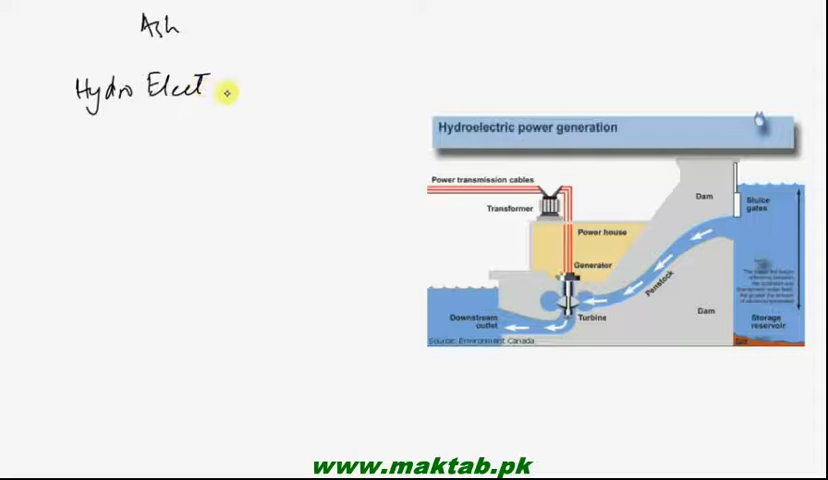 Ash
Hydro Elect
Hydroelectric power generation
Power transmission cables
Transformer
Dam
Sluice
gates
Power house
Generator
Penstock
Downstream
outlet
Turbine
Dam
Storage
reservoir
Source: Environment Canada
Silt
www.maktab.pk